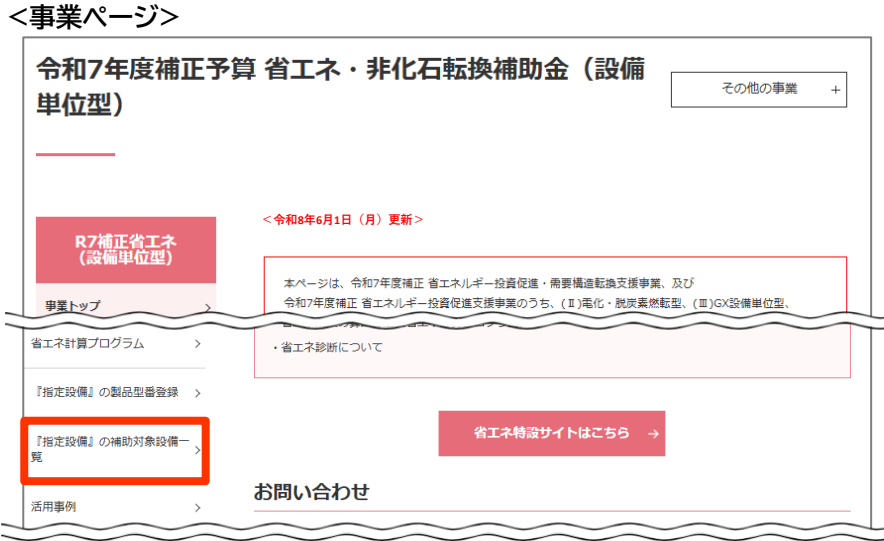 <事業ページ>
令和7年度補正予算 省エネ・非化石転換補助金（設備
単位型）
その他の事業 +
<令和8年6月1日（月）更新>
R7補正省エネ
（設備単位型）
事業トップ
本ページは、令和7年度補正 省エネルギー投資促進・需要構造転換支援事業、及び
令和7年度補正 省エネルギー投資促進支援事業のうち、(Ⅱ)電化・脱炭素燃転型、(Ⅲ)GX設備単位型、
省エネ計算プログラム
・省エネ診断について
『指定設備』の製品型番登録
省エネ特設サイトはこちら →
『指定設備』の補助対象設備一
覧
お問い合わせ
活用事例